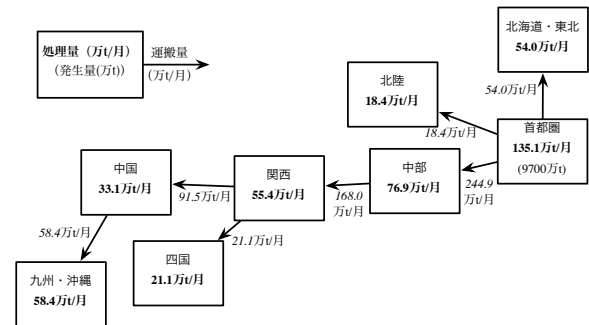 北海道・東北
54.0万t/月
処理量（万t/月）
（発生量(万t)）
運搬量
(万t/月)
54.0万t/月
北陸
18.4万t/月
18.4万t/月
首都圏
135.1万t/月
(9700万t)
中部
76.9万t/月
244.9
万t/月
関西
55.4万t/月
168.0
万t/月
中国
33.1万t/月
91.5万t/月
58.4万t/月
21.1万t/月
四国
21.1万t/月
九州・沖縄
58.4万t/月